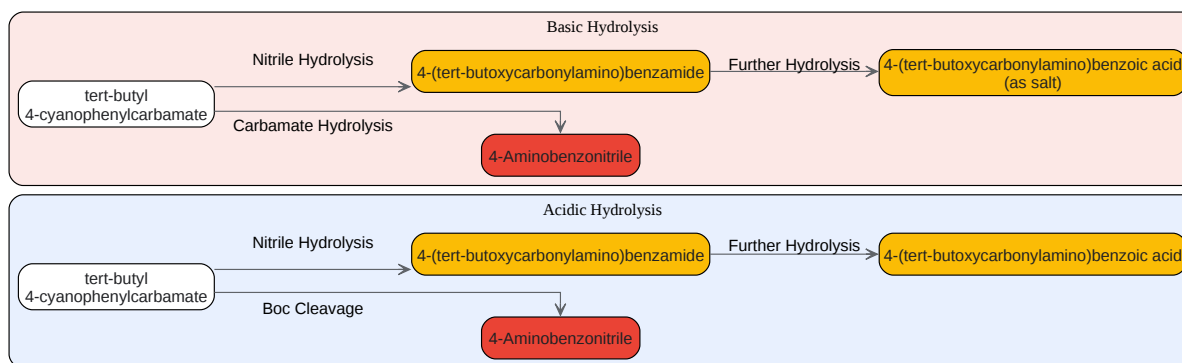 Basic Hydrolysis
Nitrile Hydrolysis
4-(tert-butoxycarbonylamino)benzamide
Further Hydrolysis
4-(tert-butoxycarbonylamino)benzoic acid
(as salt)
tert-butyl
4-cyanophenylcarbamate
Carbamate Hydrolysis
4-Aminobenzonitrile
Acidic Hydrolysis
Nitrile Hydrolysis
4-(tert-butoxycarbonylamino)benzamide
Further Hydrolysis
4-(tert-butoxycarbonylamino)benzoic acid
tert-butyl
4-cyanophenylcarbamate
Boc Cleavage
4-Aminobenzonitrile